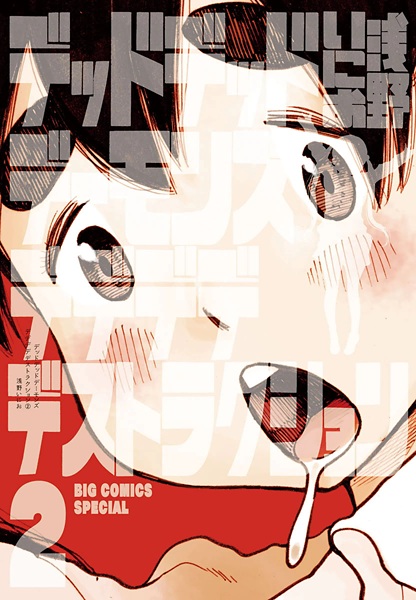 浅野いにお
デッドデッド
デーモンズ
デデデデ
デストラクション
デッドデッドデーモンズ
デデデデデストラクション②
浅野いにお
2
BIG COMICS
SPECIAL